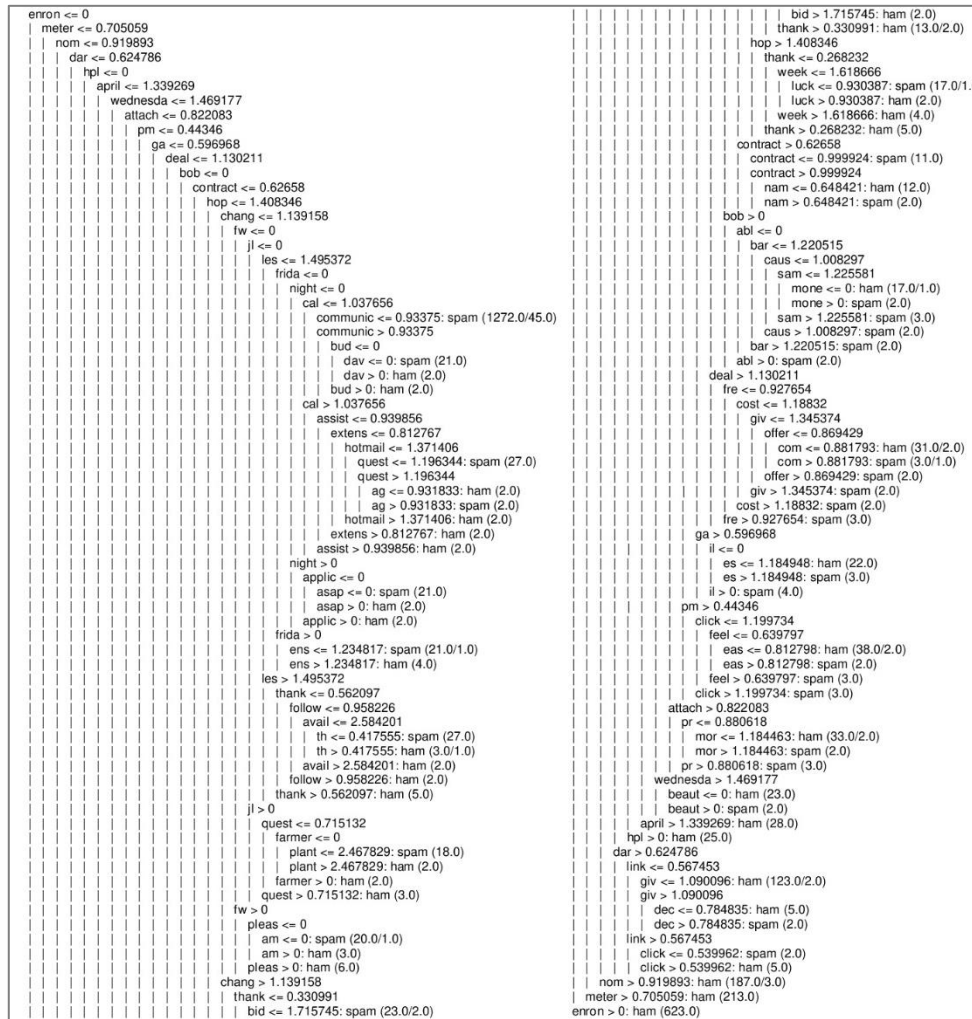 enron <= 0
meter <= 0.705059
nom <= 0.919893
dar <= 0.624786
hpl <= 0
april <= 1.339269
wednesda <= 1.469177
attach <= 0.822083
pm <= 0.44346
ga <= 0.596968
deal <= 1.130211
bob <= 0
contract <= 0.62658
hop <= 1.408346
chang <= 1.139158
fw <= 0
jl <= 0
les <= 1.495372
frida <= 0
night <= 0
cal <= 1.037656
communic <= 0.93375: spam (1272.0/45.0)
communic > 0.93375
bud <= 0
dav <= 0: spam (21.0)
dav > 0: ham (2.0)
bud > 0: ham (2.0)
cal > 1.037656
assist <= 0.939856
extens <= 0.812767
hotmail <= 1.371406
quest <= 1.196344: spam (27.0)
quest > 1.196344
ag <= 0.931833: ham (2.0)
ag > 0.931833: spam (2.0)
hotmail > 1.371406: ham (2.0)
extens > 0.812767: ham (2.0)
assist > 0.939856: ham (2.0)
night > 0
applic <= 0
asap <= 0: spam (21.0)
asap > 0: ham (2.0)
applic > 0: ham (2.0)
frida > 0
ens <= 1.234817: spam (21.0/1.0)
ens > 1.234817: ham (4.0)
les > 1.495372
thank <= 0.562097
follow <= 0.958226
avail <= 2.584201
th <= 0.417555: spam (27.0)
th > 0.417555: ham (3.0/1.0)
avail > 2.584201: ham (2.0)
follow > 0.958226: ham (2.0)
thank > 0.562097: ham (5.0)
jl > 0
quest <= 0.715132
farmer <= 0
plant <= 2.467829: spam (18.0)
plant > 2.467829: ham (2.0)
farmer > 0: ham (2.0)
quest > 0.715132: ham (3.0)
fw > 0
pleas <= 0
am <= 0: spam (20.0/1.0)
am > 0: ham (3.0)
pleas > 0: ham (6.0)
chang > 1.139158
thank <= 0.330991
bid <= 1.715745: spam (23.0/2.0)
bid > 1.715745: ham (2.0)
thank > 0.330991: ham (13.0/2.0)
hop > 1.408346
thank <= 0.268232
week <= 1.618666
luck <= 0.930387: spam (17.0/1.
luck > 0.930387: ham (2.0)
week > 1.618666: ham (4.0)
thank > 0.268232: ham (5.0)
contract > 0.62658
contract <= 0.999924: spam (11.0)
contract > 0.999924
nam <= 0.648421: ham (12.0)
nam > 0.648421: spam (2.0)
bob > 0
abl <= 0
bar <= 1.220515
caus <= 1.008297
sam <= 1.225581
mone <= 0: ham (17.0/1.0)
mone > 0: spam (2.0)
sam > 1.225581: spam (3.0)
caus > 1.008297: spam (2.0)
bar > 1.220515: spam (2.0)
abl > 0: spam (2.0)
deal > 1.130211
fre <= 0.927654
cost <= 1.18832
giv <= 1.345374
offer <= 0.869429
com <= 0.881793: ham (31.0/2.0)
com > 0.881793: spam (3.0/1.0)
offer > 0.869429: spam (2.0)
giv > 1.345374: spam (2.0)
cost > 1.18832: spam (2.0)
fre > 0.927654: spam (3.0)
ga > 0.596968
il <= 0
es <= 1.184948: ham (22.0)
es > 1.184948: spam (3.0)
il > 0: spam (4.0)
pm > 0.44346
click <= 1.199734
feel <= 0.639797
eas <= 0.812798: ham (38.0/2.0)
eas > 0.812798: spam (2.0)
feel > 0.639797: spam (3.0)
click > 1.199734: spam (3.0)
attach > 0.822083
pr <= 0.880618
mor <= 1.184463: ham (33.0/2.0)
mor > 1.184463: spam (2.0)
pr > 0.880618: spam (3.0)
wednesda > 1.469177
beaut <= 0: ham (23.0)
beaut > 0: spam (2.0)
april > 1.339269: ham (28.0)
hpl > 0: ham (25.0)
dar > 0.624786
link <= 0.567453
giv <= 1.090096: ham (123.0/2.0)
giv > 1.090096
dec <= 0.784835: ham (5.0)
dec > 0.784835: spam (2.0)
link > 0.567453
click <= 0.539962: spam (2.0)
click > 0.539962: ham (5.0)
nom > 0.919893: ham (187.0/3.0)
meter > 0.705059: ham (213.0)
enron > 0: ham (623.0)